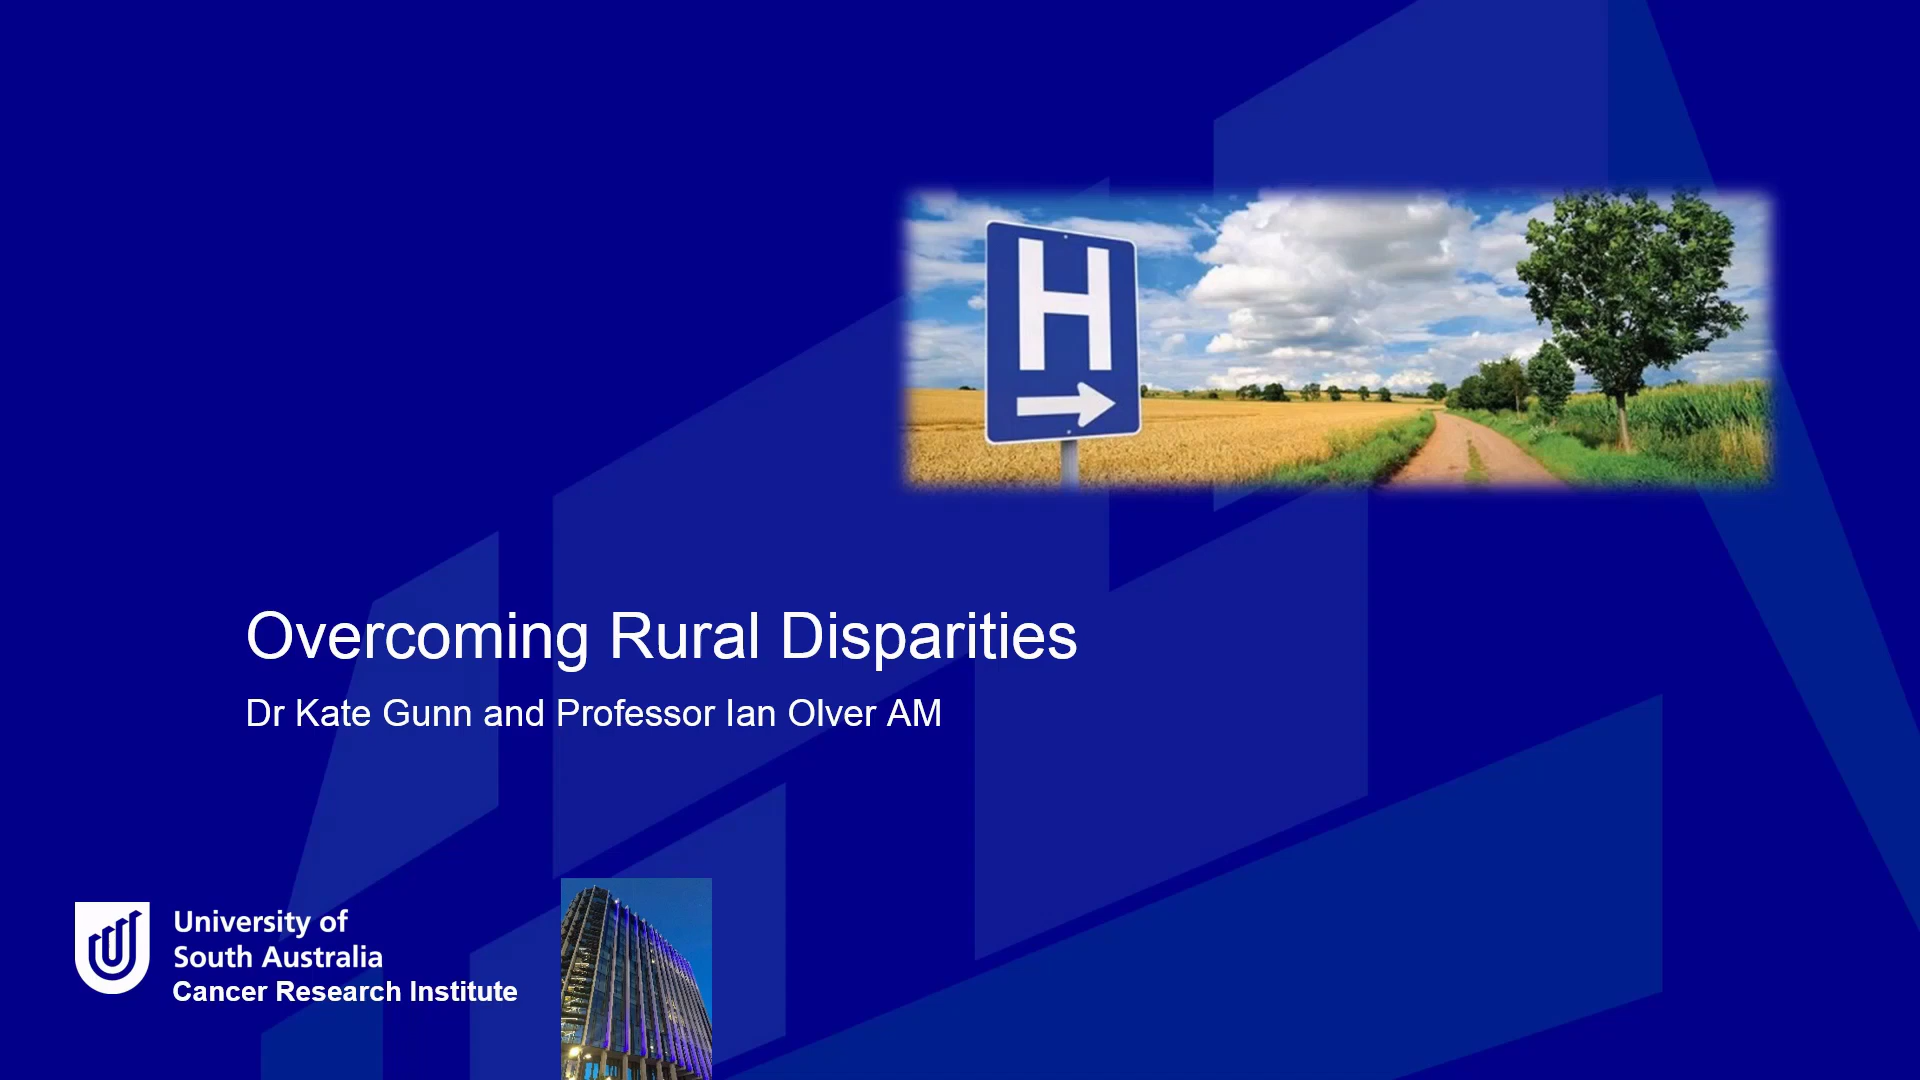 H
Overcoming Rural Disparities
Dr Kate Gunn and Professor Ian Olver AM
University of
South Australia
Cancer Research Institute